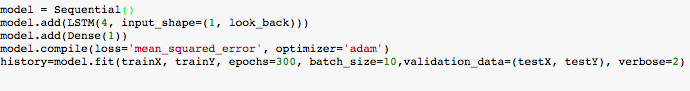 model = Sequential()
model.add(LSTM(4, input_shape=(1, look_back)))
model.add(Dense(1))
model.compile(loss='mean_squared_error', optimizer='adam')
history=model.fit(trainX, trainY, epochs=300, batch_size=10,validation_data=(testX, testY), verbose=2)